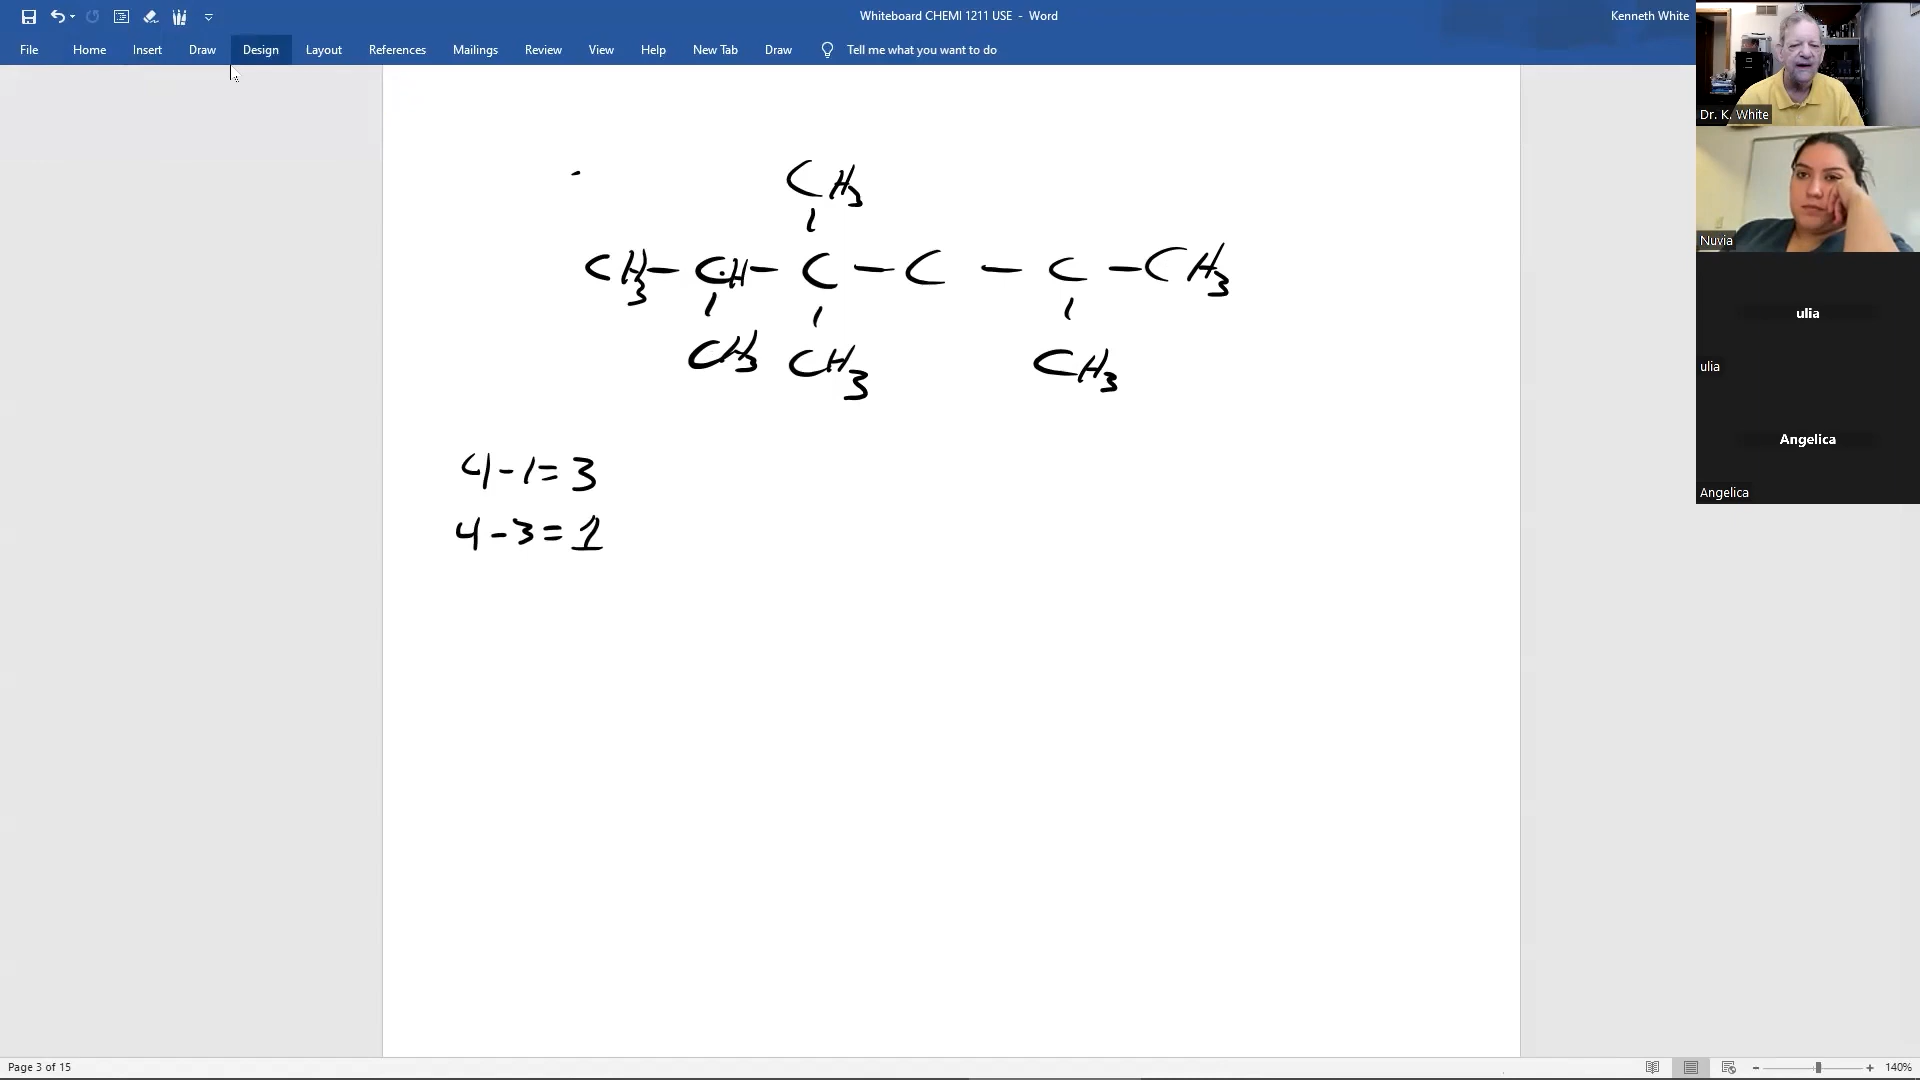 Whiteboard CHEMI 1211 USE - Word
Kenneth White
File Home Insert Draw Design Layout References Mailings Review View Help New Tab Draw Tell me what you want to do
Dr. K. White
Nuvia
ulia
ulia
Angelica
Angelica
CH3
CH3 - CH - C - C - C - CH3
CH3 CH3 CH3
4-1=3
4-3=1
Page 3 of 15
140%